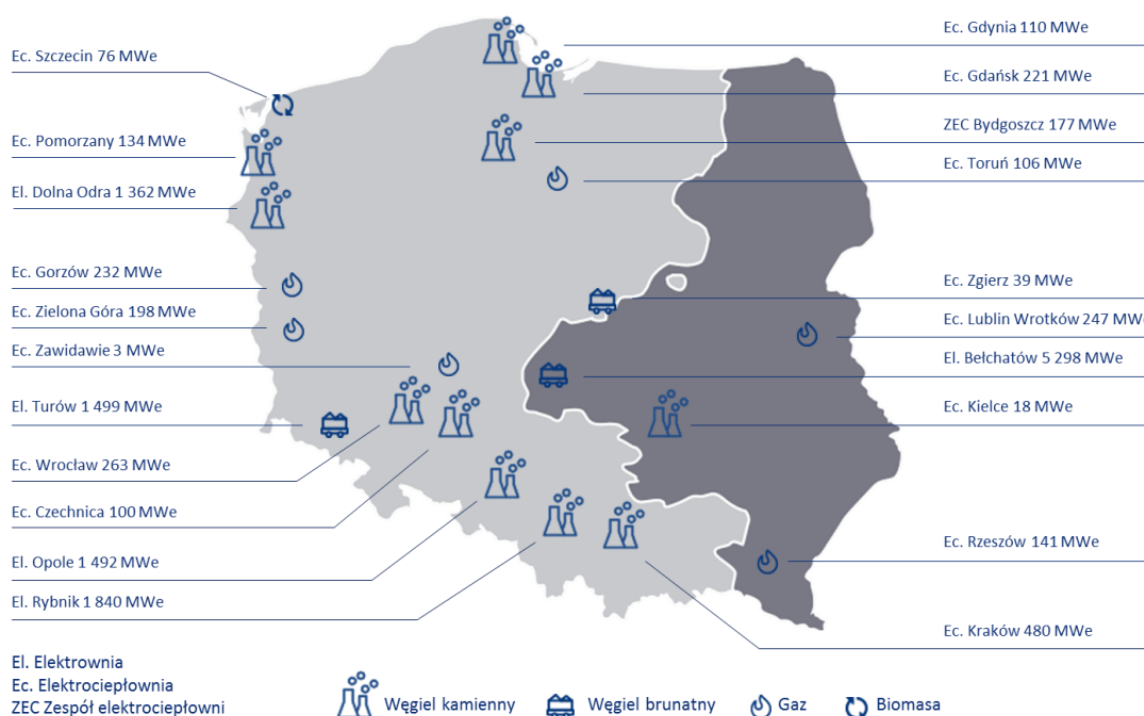 Ec. Szczecin 76 MWe
Ec. Pomorzany 134 MWe
El. Dolna Odra 1 362 MWe
Ec. Gorzów 232 MWe
Ec. Zielona Góra 198 MWe
Ec. Zawidawie 3 MWe
El. Turów 1 499 MWe
Ec. Wrocław 263 MWe
Ec. Czechnica 100 MWe
El. Opole 1 492 MWe
El. Rybnik 1 840 MWe
Ec. Gdynia 110 MWe
Ec. Gdańsk 221 MWe
ZEC Bydgoszcz 177 MWe
Ec. Toruń 106 MWe
Ec. Zgierz 39 MWe
Ec. Lublin Wrotków 247 MWe
El. Bełchatów 5 298 MWe
Ec. Kielce 18 MWe
Ec. Rzeszów 141 MWe
Ec. Kraków 480 MWe
El. Elektrownia
Ec. Elektrociepłownia
ZEC Zespół elektrociepłowni
Węgiel kamienny
Węgiel brunatny
Gaz
Biomasa